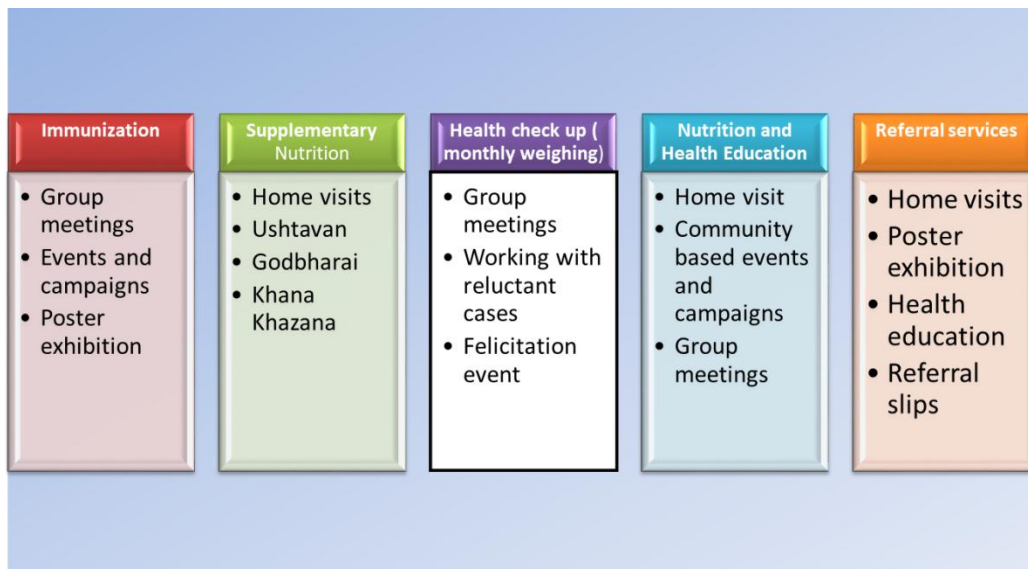 Immunization
• Group
meetings
• Events and
campaigns
• Poster
exhibition
Supplementary
Nutrition
• Home visits
• Ushtavan
• Godbharai
• Khana
Khazana
Health check up (
monthly weighing)
• Group
meetings
• Working with
reluctant
cases
• Felicitation
event
Nutrition and
Health Education
• Home visit
• Community
based events
and
campaigns
• Group
meetings
Referral services
• Home visits
• Poster
exhibition
• Health
education
• Referral
slips